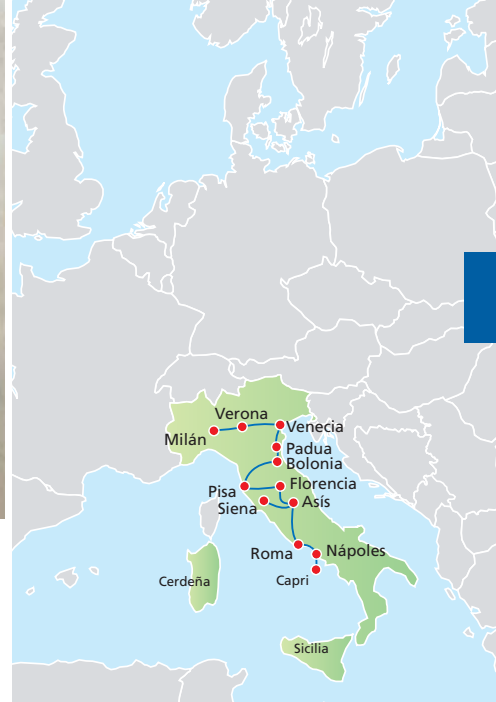 Verona
Venecia
Milán
Padua
Bolonia
Florencia
Pisa
Asís
Siena
Roma
Nápoles
Capri
Cerdeña
Sicilia